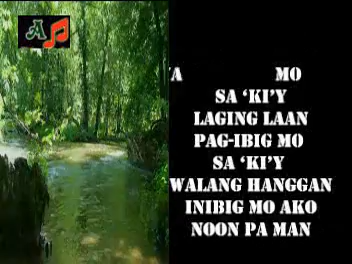 A
MO
SA ‘KI’Y
LAGING LAAN
PAG-IBIG MO
SA ‘KI’Y
WALANG HANGGAN
INIBIG MO AKO
NOON PA MAN